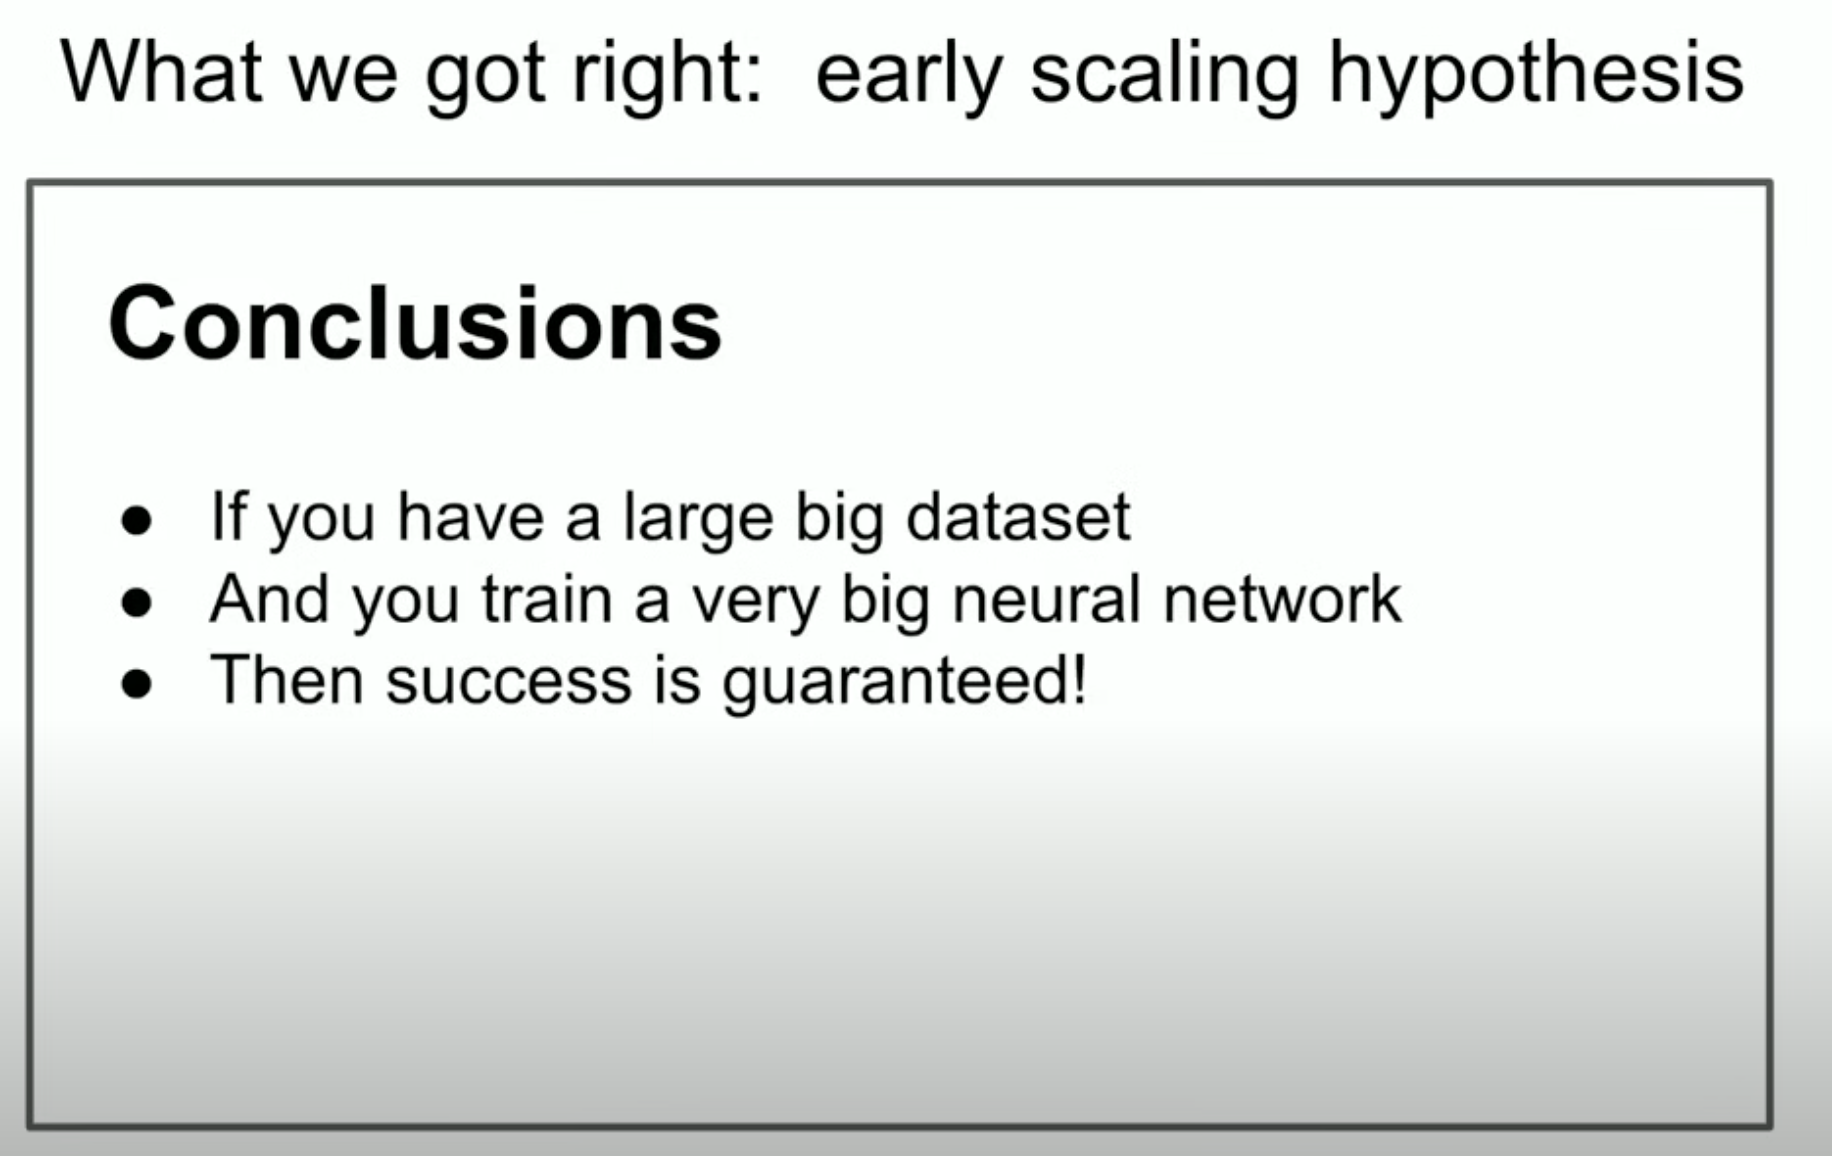 What we got right:  early scaling hypothesis
Conclusions
● If you have a large big dataset
● And you train a very big neural network
● Then success is guaranteed!